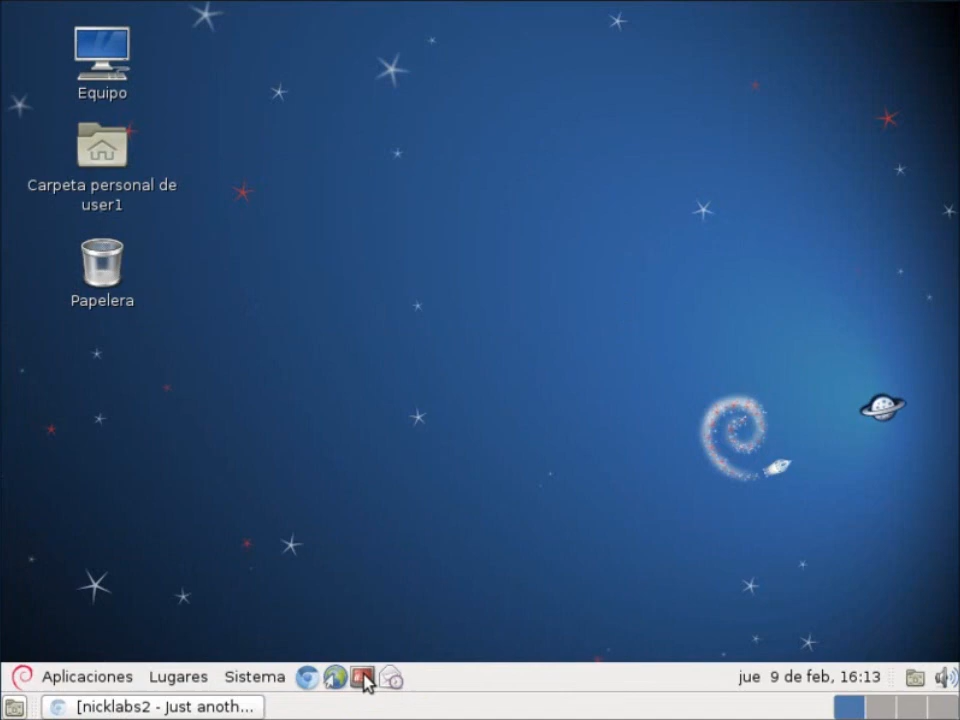 Equipo
Carpeta personal de
user1
Papelera
Aplicaciones Lugares Sistema jue 9 de feb, 16:13
[nicklabs2 - Just anoth...